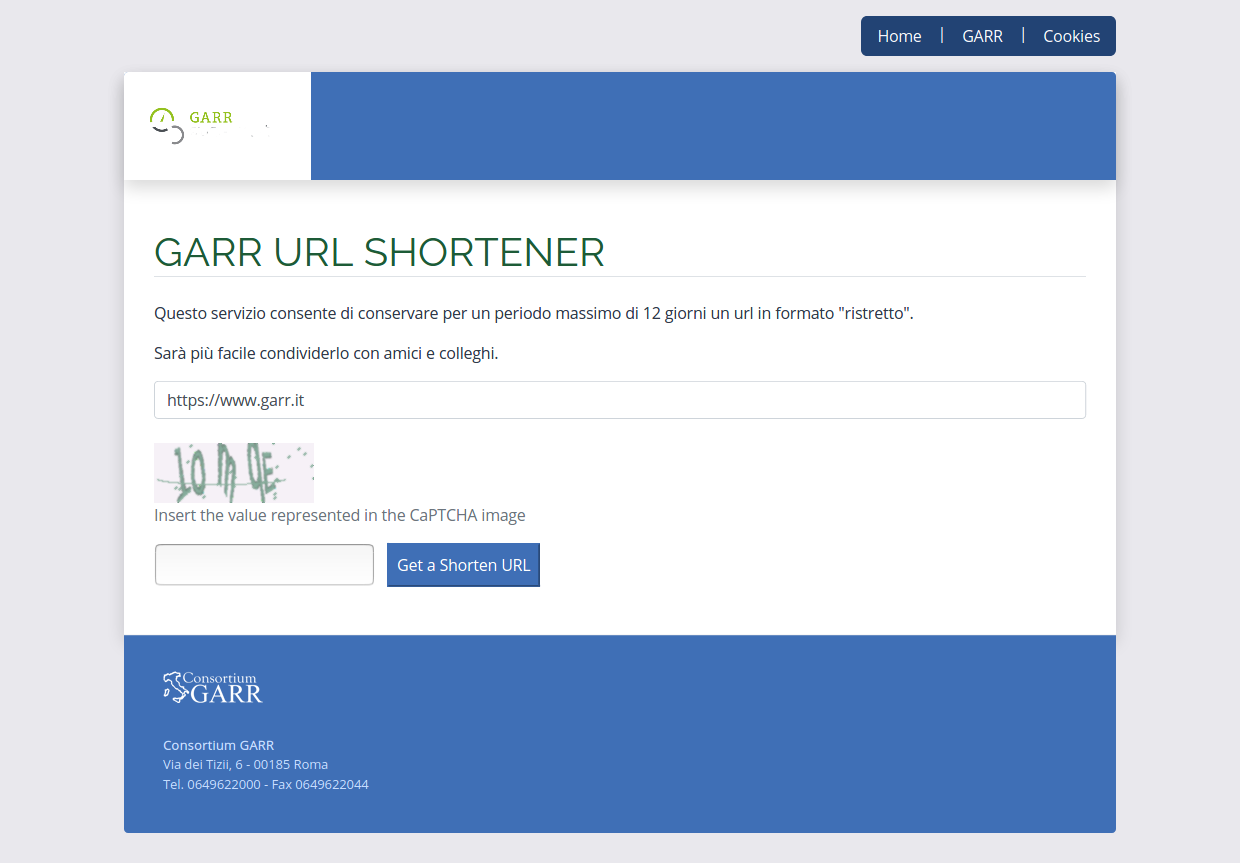 Home | GARR | Cookies
GARR
GARR URL SHORTENER
Questo servizio consente di conservare per un periodo massimo di 12 giorni un url in formato "ristretto".
Sarà più facile condividerlo con amici e colleghi.
https://www.garr.it
Insert the value represented in the CaPTCHA image
Get a Shorten URL
Consortium
GARR
Consortium GARR
Via dei Tizii, 6 - 00185 Roma
Tel. 0649622000 - Fax 0649622044